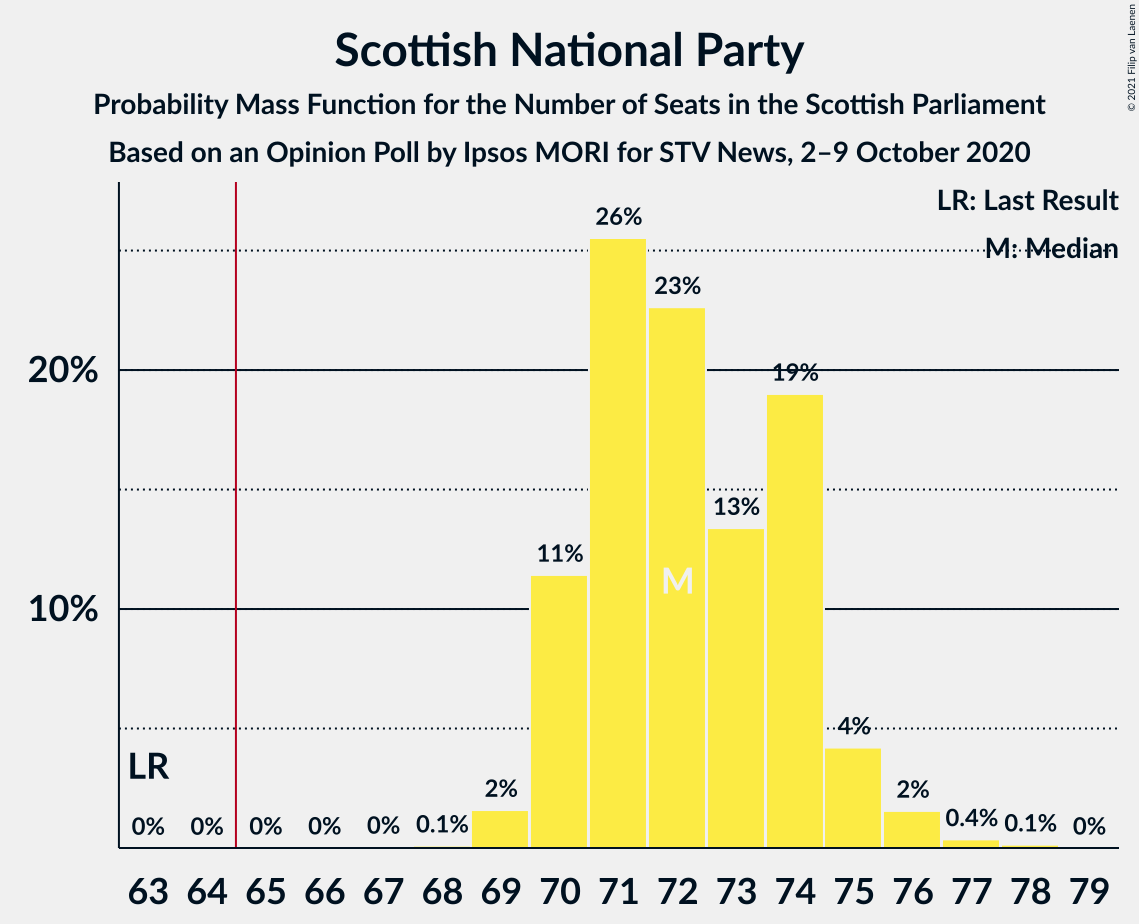 Scottish National Party
Probability Mass Function for the Number of Seats in the Scottish Parliament
Based on an Opinion Poll by Ipsos MORI for STV News, 2–9 October 2020
© 2021 Filip van Laenen
LR: Last Result
M: Median
26%
23%
20%
19%
13%
11%
M
10%
4%
LR
2%
2%
0%
0%
0%
0%
0%
0.1%
0.4%
0.1%
0%
63 64 65 66 67 68 69 70 71 72 73 74 75 76 77 78 79